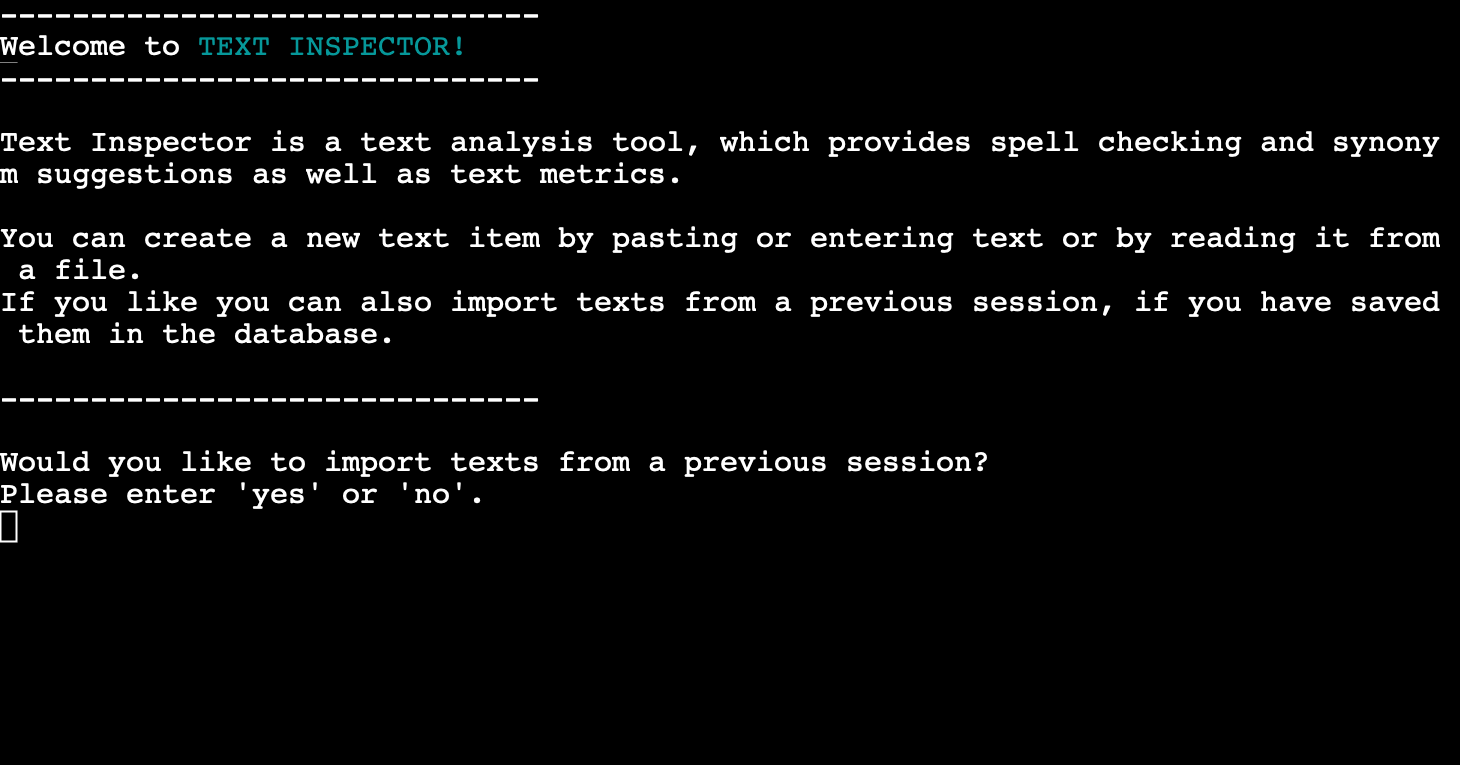 ------------------------------
Welcome to TEXT INSPECTOR!
------------------------------
Text Inspector is a text analysis tool, which provides spell checking and synony
m suggestions as well as text metrics.
You can create a new text item by pasting or entering text or by reading it from
 a file.
If you like you can also import texts from a previous session, if you have saved
 them in the database.
------------------------------
Would you like to import texts from a previous session?
Please enter 'yes' or 'no'.